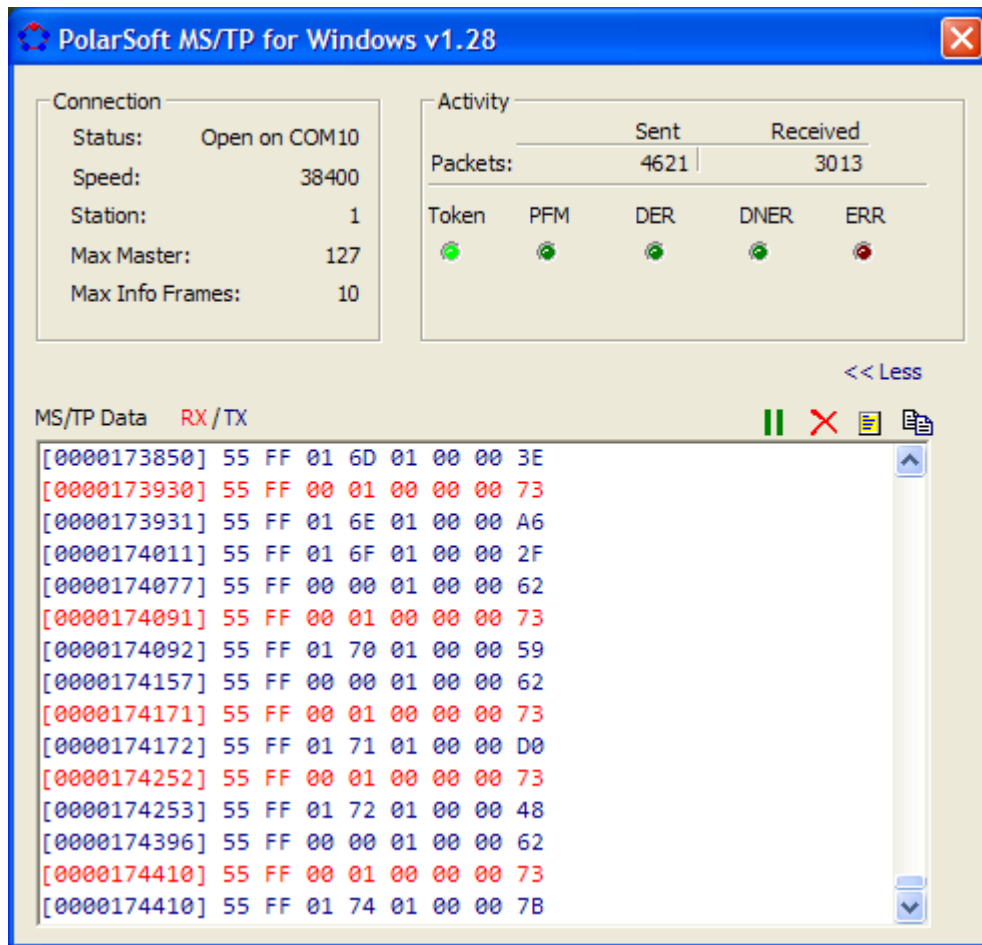 PolarSoft MS/TP for Windows v1.28
Connection
Status: Open on COM10
Speed: 38400
Station: 1
Max Master: 127
Max Info Frames: 10
Activity
Sent Received
Packets: 4621 3013
Token PFM DER DNER ERR
<< Less
MS/TP Data RX / TX
[0000173850] 55 FF 01 6D 01 00 00 3E
[0000173930] 55 FF 00 01 00 00 00 73
[0000173931] 55 FF 01 6E 01 00 00 A6
[0000174011] 55 FF 01 6F 01 00 00 2F
[0000174077] 55 FF 00 00 01 00 00 62
[0000174091] 55 FF 00 01 00 00 00 73
[0000174092] 55 FF 01 70 01 00 00 59
[0000174157] 55 FF 00 00 01 00 00 62
[0000174171] 55 FF 00 01 00 00 00 73
[0000174172] 55 FF 01 71 01 00 00 D0
[0000174252] 55 FF 00 01 00 00 00 73
[0000174253] 55 FF 01 72 01 00 00 48
[0000174396] 55 FF 00 00 01 00 00 62
[0000174410] 55 FF 00 01 00 00 00 73
[0000174410] 55 FF 01 74 01 00 00 7B